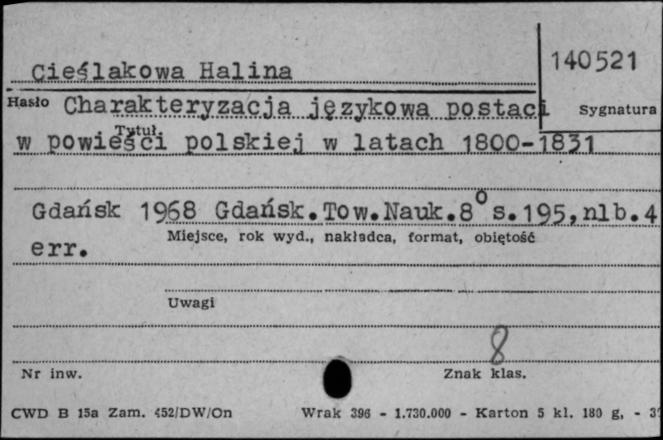 Cieślakowa Halina
140521
Hasło
Charakteryzacja językowa postaci
Sygnatura
Tytuł
w powieści polskiej w latach 1800-1831
Gdańsk 1968 Gdańsk.Tow.Nauk.8° s.195,nlb.4
Miejsce, rok wyd., nakładca, format, objętość
err.
Uwagi
8
Nr inw.
Znak klas.
CWD B 15a Zam. 452/DW/On Wrak 396 - 1.730.000 - Karton 5 kl. 180 g, -